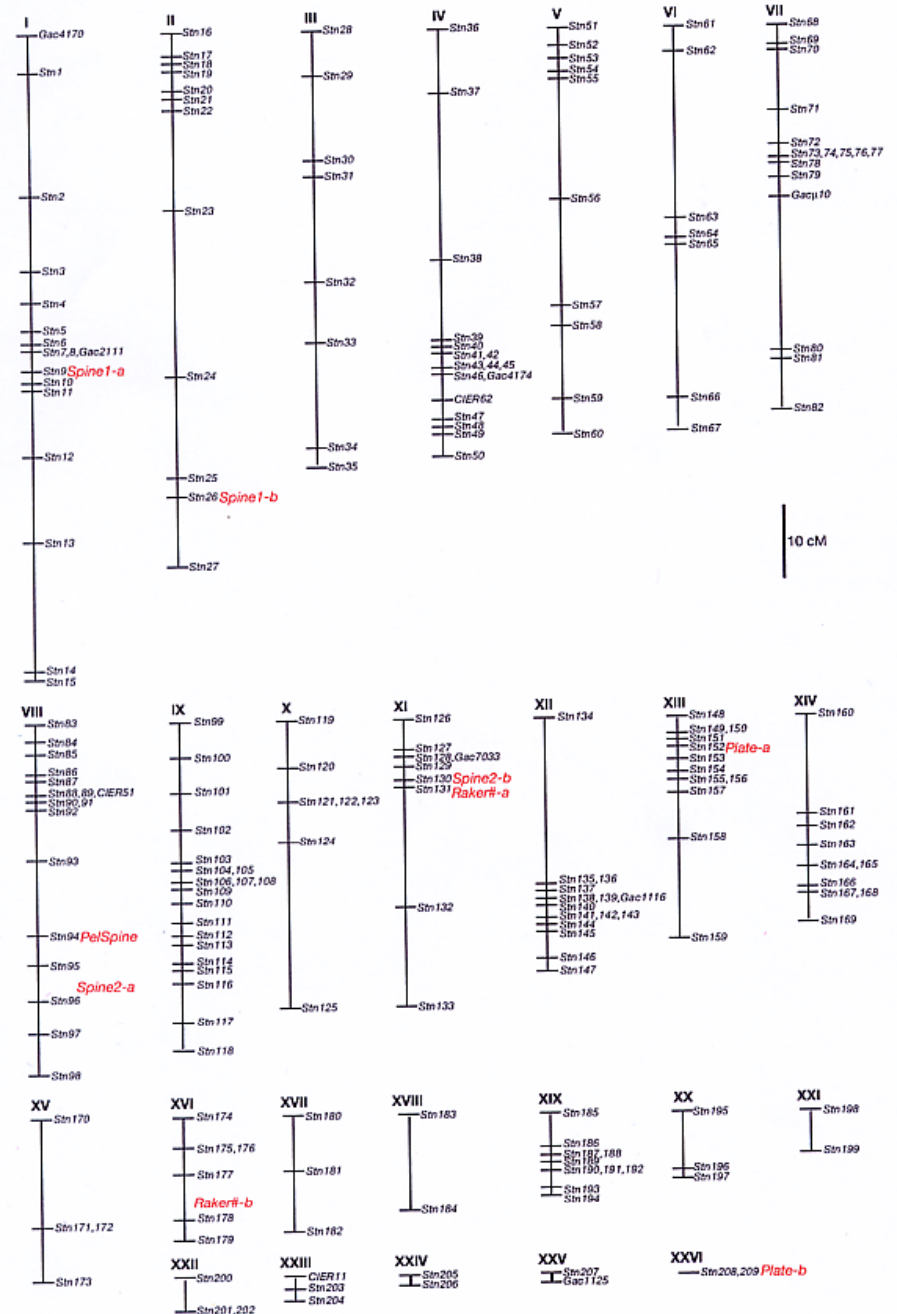 I
Gac4170
Stn1
Stn2
Stn3
Stn4
Stn5
Stn6
Stn7,8,Gac2111
Stn9 Spine1-a
Stn10
Stn11
Stn12
Stn13
Stn14
Stn15
II
Stn16
Stn17
Stn18
Stn19
Stn20
Stn21
Stn22
Stn23
Stn24
Stn25
Stn26 Spine1-b
Stn27
III
Stn28
Stn29
Stn30
Stn31
Stn32
Stn33
Stn34
Stn35
IV
Stn36
Stn37
Stn38
Stn39
Stn40
Stn41,42
Stn43,44,45
Stn46,Gac4174
CIER62
Stn47
Stn48
Stn49
Stn50
V
Stn51
Stn52
Stn53
Stn54
Stn55
Stn56
Stn57
Stn58
Stn59
Stn60
VI
Stn61
Stn62
Stn63
Stn64
Stn65
Stn66
Stn67
VII
Stn68
Stn69
Stn70
Stn71
Stn72
Stn73,74,75,76,77
Stn78
Stn79
Gacµ10
Stn80
Stn81
Stn82
10 cM
VIII
Stn83
Stn84
Stn85
Stn86
Stn87
Stn88,89,CIER51
Stn90,91
Stn92
Stn93
Stn94 PelSpine
Stn95
Spine2-a
Stn96
Stn97
Stn98
IX
Stn99
Stn100
Stn101
Stn102
Stn103
Stn104,105
Stn106,107,108
Stn109
Stn110
Stn111
Stn112
Stn113
Stn114
Stn115
Stn116
Stn117
Stn118
X
Stn119
Stn120
Stn121,122,123
Stn124
Stn125
XI
Stn126
Stn127
Stn128,Gac7033
Stn129
Stn130 Spine2-b
Stn131 Raker#-a
Stn132
Stn133
XII
Stn134
Stn135,136
Stn137
Stn138,139,Gac1116
Stn140
Stn141,142,143
Stn144
Stn145
Stn146
Stn147
XIII
Stn148
Stn149,150
Stn151
Stn152 Plate-a
Stn153
Stn154
Stn155,156
Stn157
Stn158
Stn159
XIV
Stn160
Stn161
Stn162
Stn163
Stn164,165
Stn166
Stn167,168
Stn169
XV
Stn170
Stn171,172
Stn173
XVI
Stn174
Stn175,176
Stn177
Raker#-b
Stn178
Stn179
XVII
Stn180
Stn181
Stn182
XVIII
Stn183
Stn184
XIX
Stn185
Stn186
Stn187,188
Stn189
Stn190,191,192
Stn193
Stn194
XX
Stn195
Stn196
Stn197
XXI
Stn198
Stn199
XXII
Stn200
Stn201,202
XXIII
CIER11
Stn203
Stn204
XXIV
Stn205
Stn206
XXV
Stn207
Gac1125
XXVI
Stn208,209 Plate-b